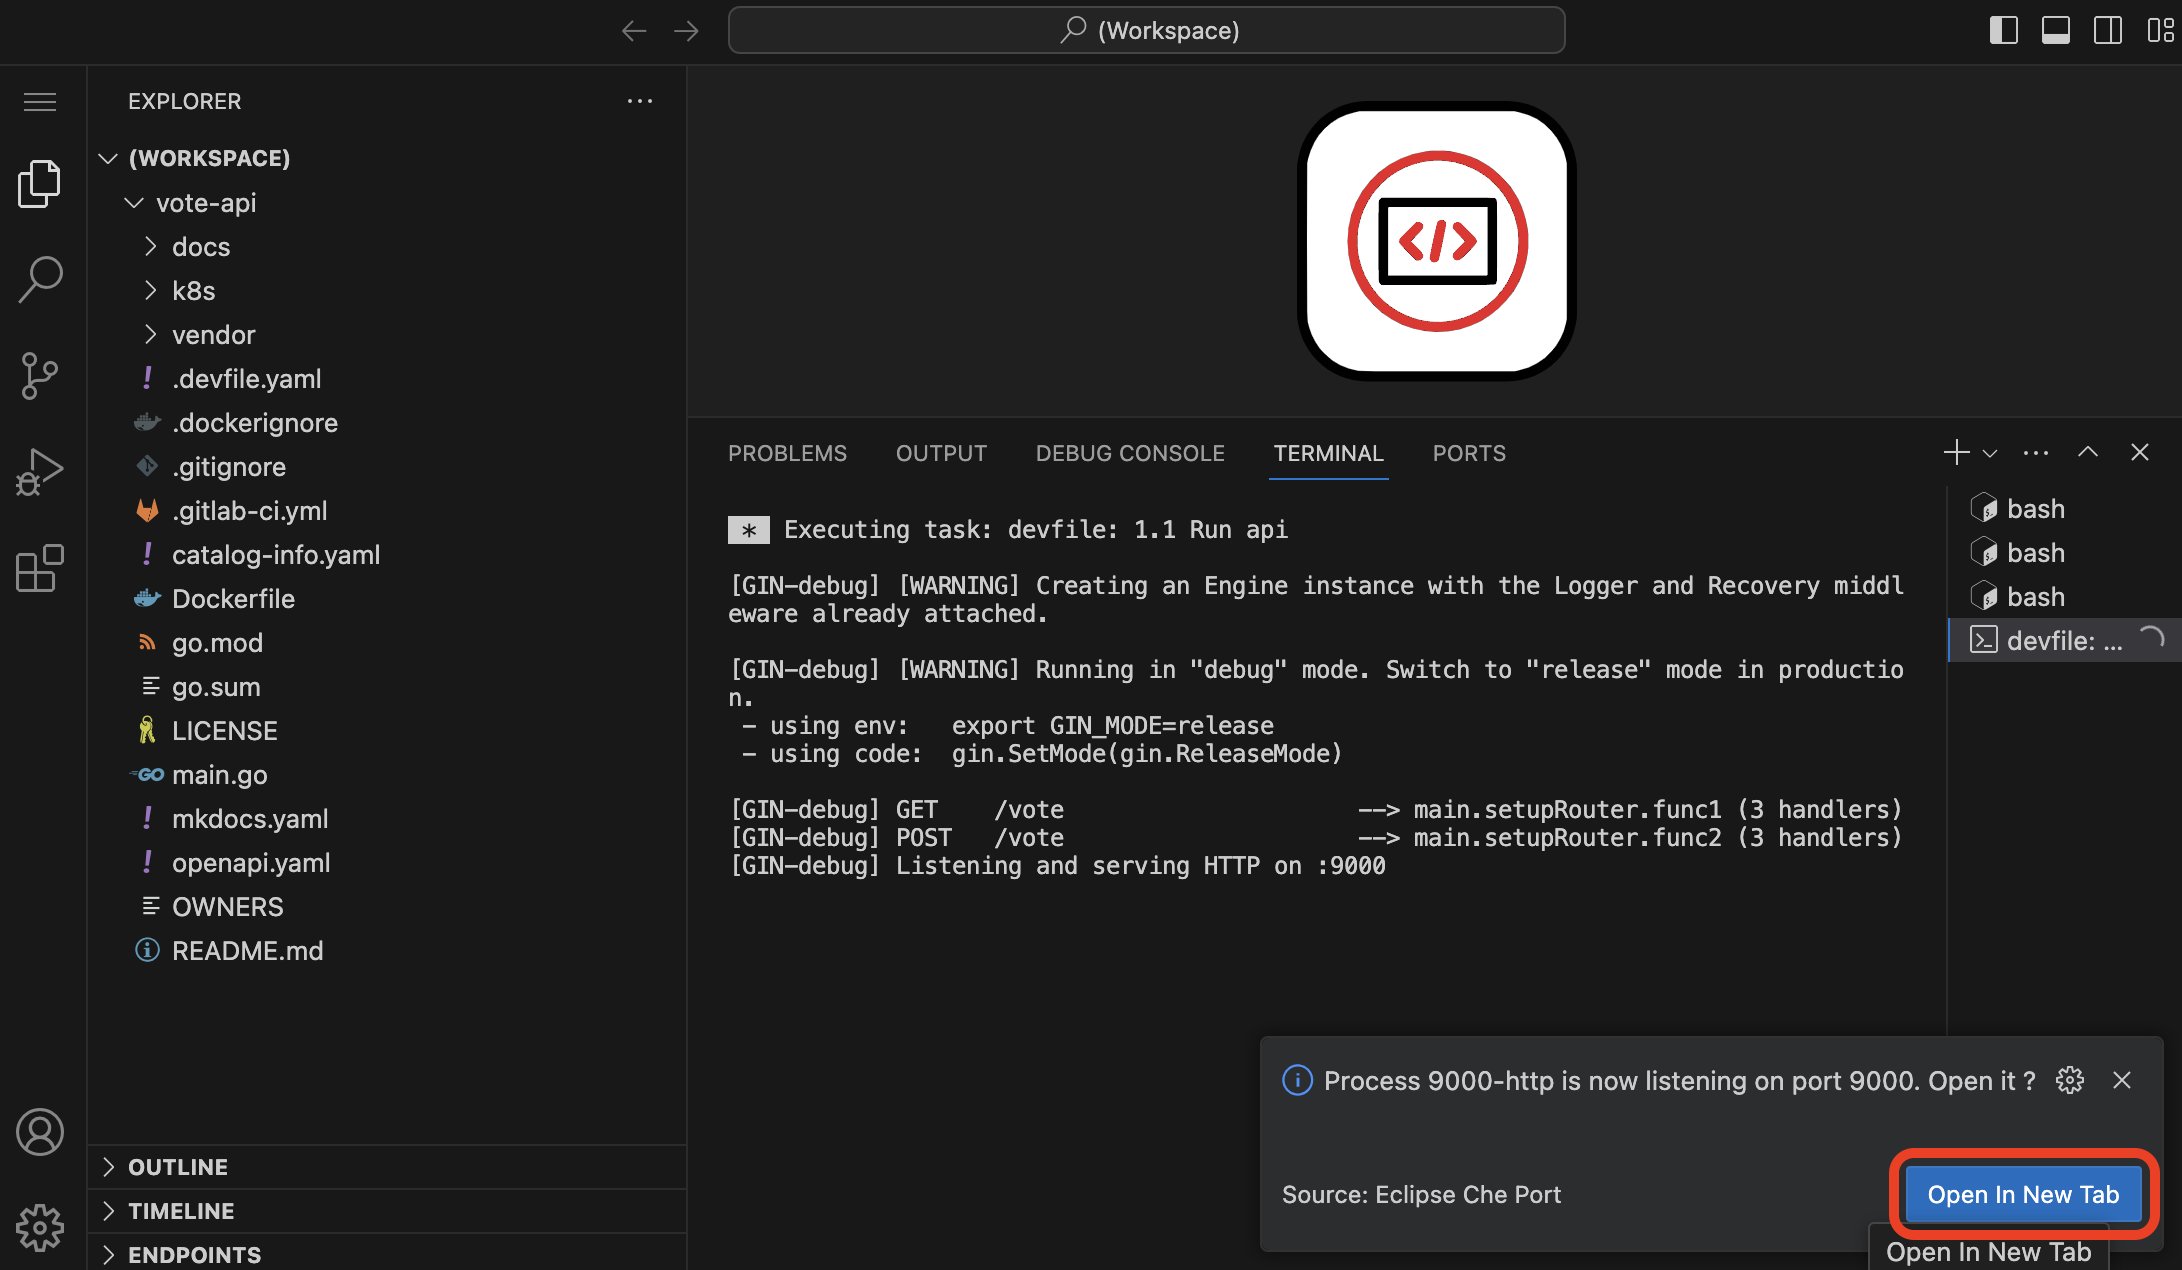 (Workspace)
EXPLORER
(WORKSPACE)
vote-api
docs
k8s
vendor
.devfile.yaml
.dockerignore
.gitignore
.gitlab-ci.yml
catalog-info.yaml
Dockerfile
go.mod
go.sum
LICENSE
GO main.go
mkdocs.yaml
openapi.yaml
OWNERS
README.md
OUTLINE
TIMELINE
ENDPOINTS
</>
PROBLEMS OUTPUT DEBUG CONSOLE TERMINAL PORTS
* Executing task: devfile: 1.1 Run api
[GIN-debug] [WARNING] Creating an Engine instance with the Logger and Recovery middl
eware already attached.
[GIN-debug] [WARNING] Running in "debug" mode. Switch to "release" mode in productio
n.
- using env:   export GIN_MODE=release
- using code:  gin.SetMode(gin.ReleaseMode)
[GIN-debug] GET    /vote                     --> main.setupRouter.func1 (3 handlers)
[GIN-debug] POST   /vote                     --> main.setupRouter.func2 (3 handlers)
[GIN-debug] Listening and serving HTTP on :9000
bash
bash
bash
devfile: ...
Process 9000-http is now listening on port 9000. Open it ?
Source: Eclipse Che Port
Open In New Tab
Open In New Tab